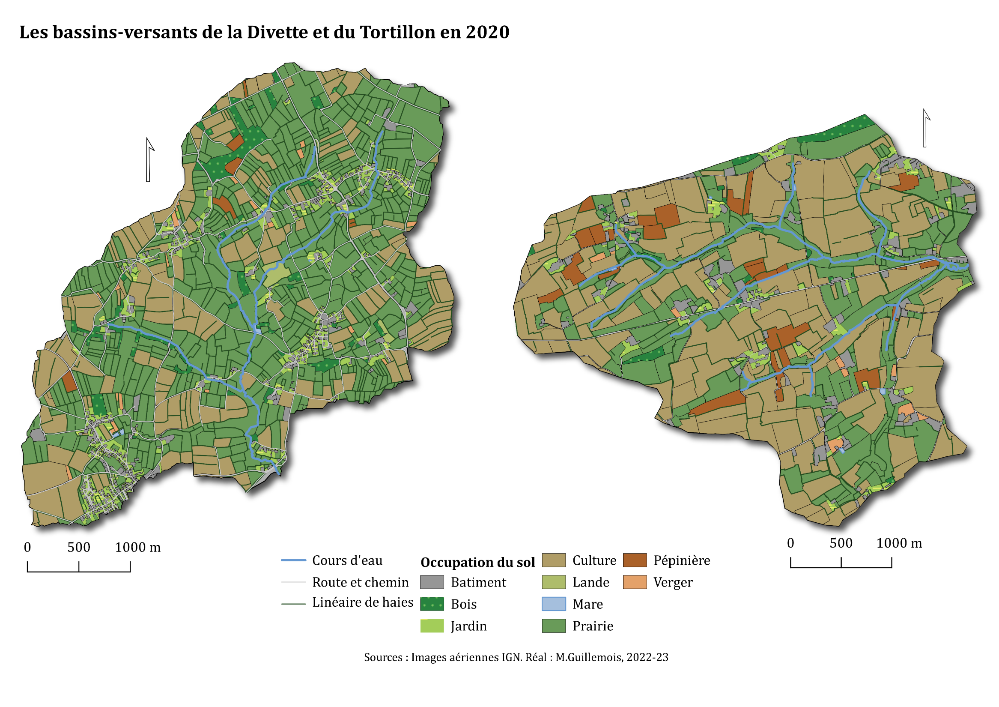 Les bassins-versants de la Divette et du Tortillon en 2020
0 500 1000 m
0 500 1000 m
Cours d'eau
Route et chemin
Linéaire de haies
Occupation du sol
Batiment
Bois
Jardin
Culture
Lande
Mare
Prairie
Pépinière
Verger
Sources : Images aériennes IGN. Réal : M.Guillemois, 2022-23